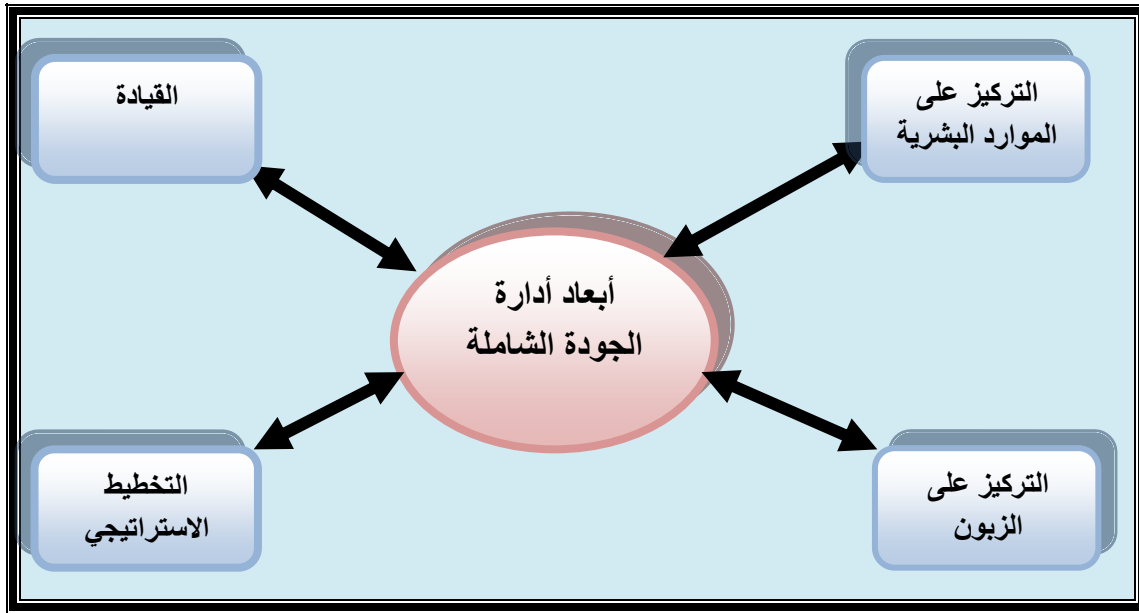 التركيز على
الموارد البشرية
القيادة
أبعاد أدارة
الجودة الشاملة
التركيز على
الزبون
التخطيط
الاستراتيجي